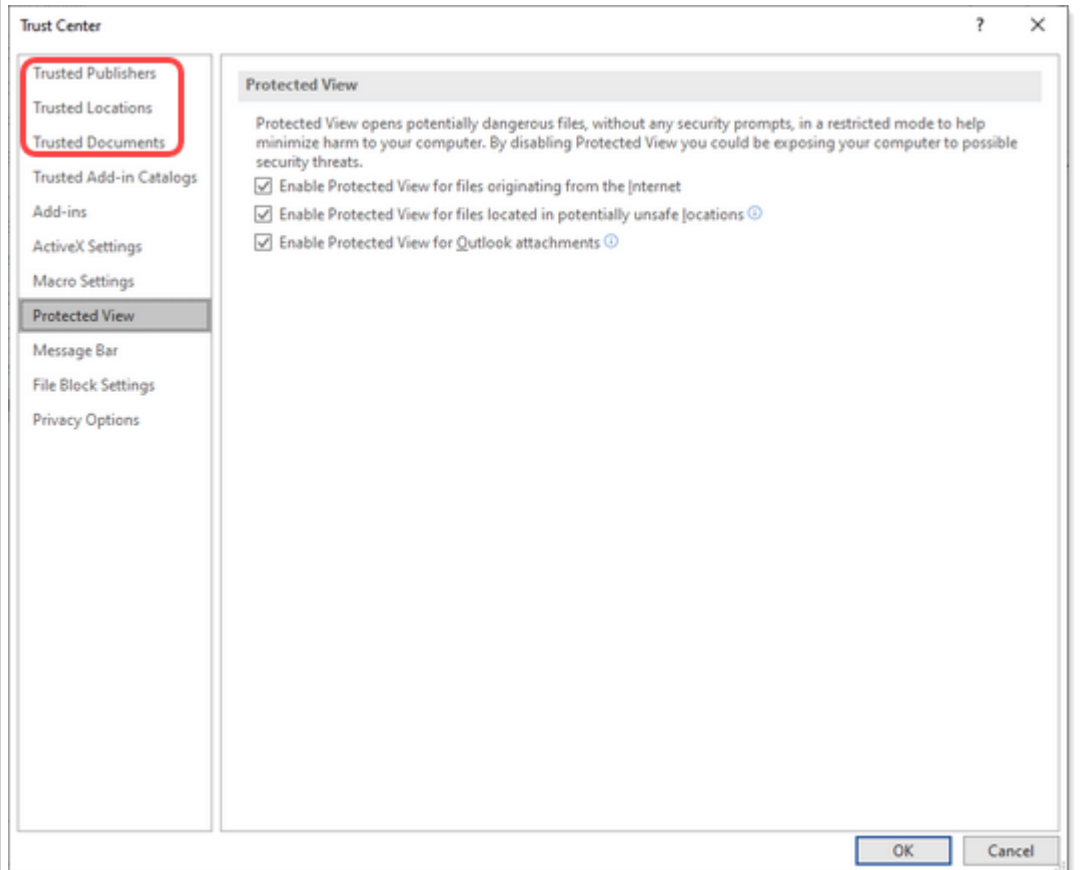 Trust Center
?
Trusted Publishers
Trusted Locations
Trusted Documents
Trusted Add-in Catalogs
Add-ins
ActiveX Settings
Macro Settings
Protected View
Message Bar
File Block Settings
Privacy Options
Protected View
Protected View opens potentially dangerous files, without any security prompts, in a restricted mode to help
minimize harm to your computer. By disabling Protected View you could be exposing your computer to possible
security threats.
Enable Protected View for files originating from the Internet
Enable Protected View for files located in potentially unsafe locations
Enable Protected View for Outlook attachments
OK
Cancel